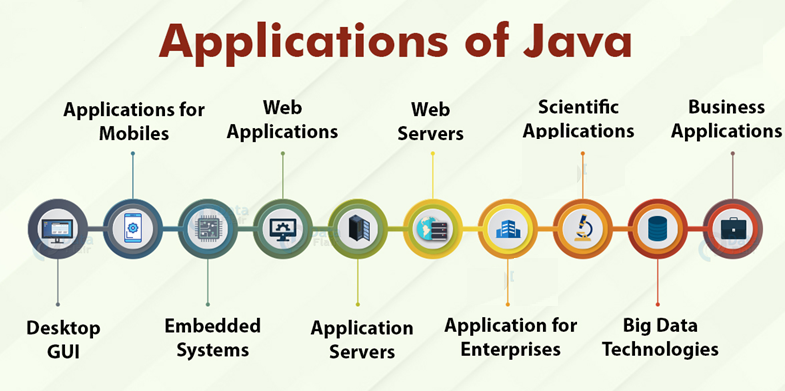 Applications of Java
Applications for
Mobiles
Web
Applications
Web
Servers
Scientific
Applications
Business
Applications
Desktop
GUI
Embedded
Systems
Application
Servers
Application for
Enterprises
Big Data
Technologies